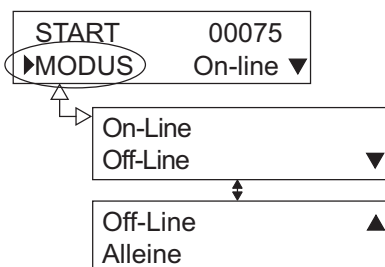 START 00075
MODUS On-line
On-Line
Off-Line
Off-Line
Alleine